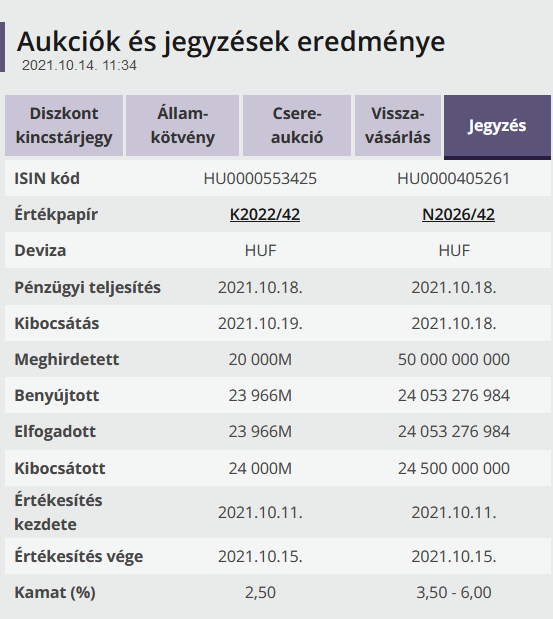 Aukciók és jegyzések eredménye
2021.10.14. 11:34
Diszkont kincstárjegy Állam-kötvény Csere-aukció Vissza-vásárlás Jegyzés
ISIN kód HU0000553425 HU0000405261
Értékpapír K2022/42 N2026/42
Deviza HUF HUF
Pénzügyi teljesítés 2021.10.18. 2021.10.18.
Kibocsátás 2021.10.19. 2021.10.18.
Meghirdetett 20 000M 50 000 000 000
Benyújtott 23 966M 24 053 276 984
Elfogadott 23 966M 24 053 276 984
Kibocsátott 24 000M 24 500 000 000
Értékesítés kezdete 2021.10.11. 2021.10.11.
Értékesítés vége 2021.10.15. 2021.10.15.
Kamat (%) 2,50 3,50 - 6,00